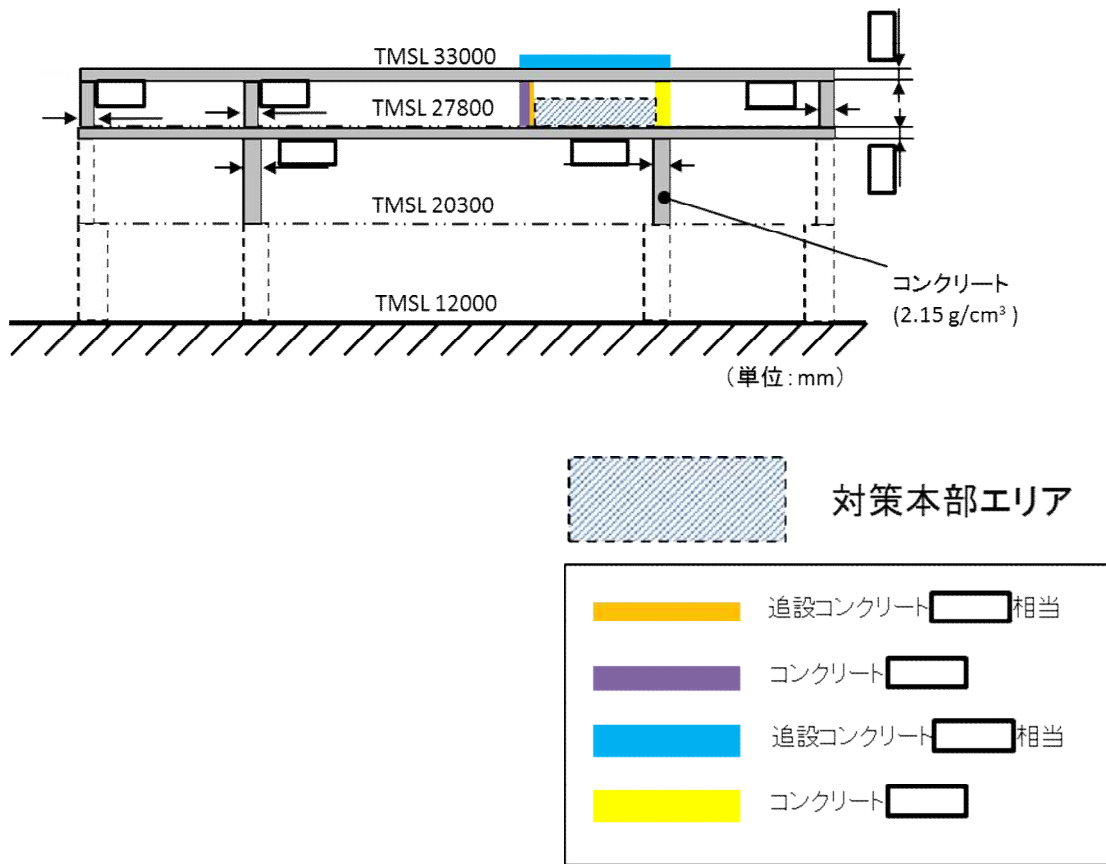 TMSL 33000
TMSL 27800
TMSL 20300
TMSL 12000
コンクリート
(2.15 g/cm³ )
（単位：mm）
対策本部エリア
追設コンクリート 相当
コンクリート
追設コンクリート 相当
コンクリート